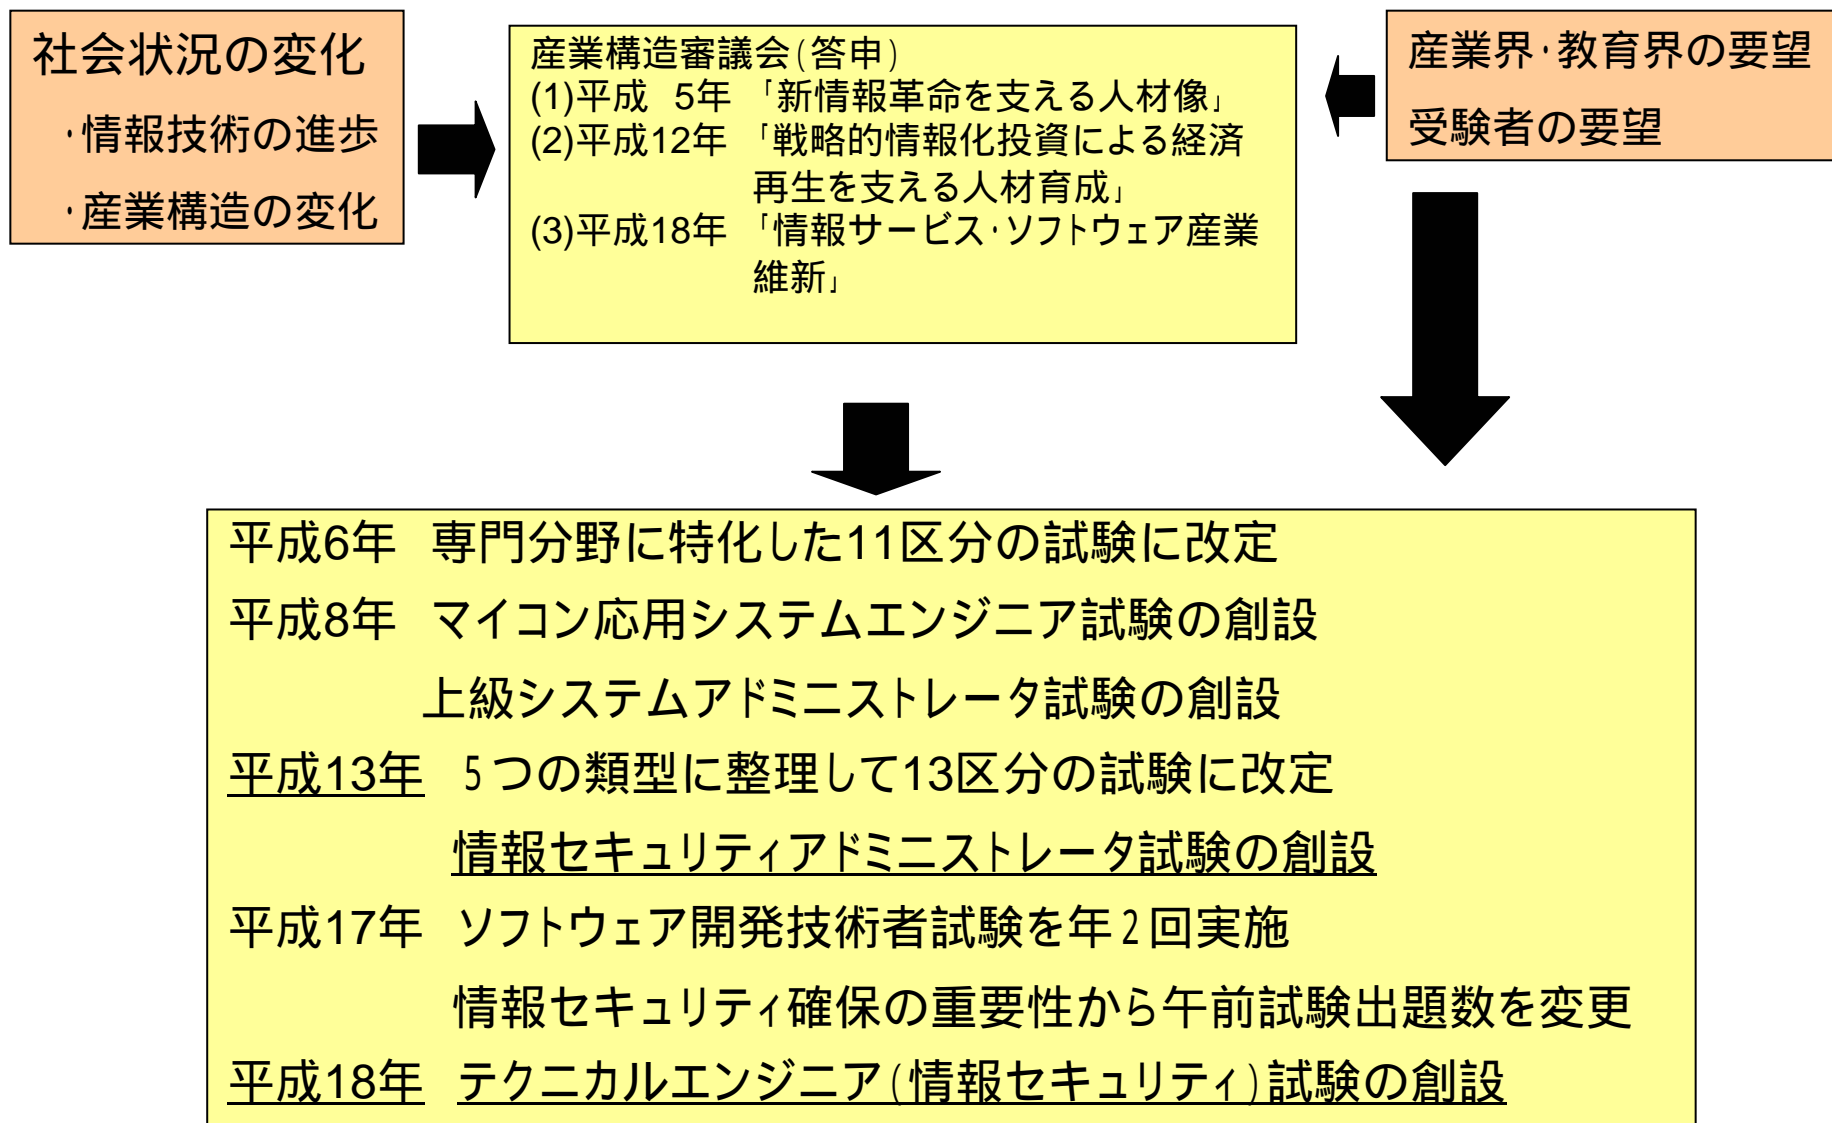 社会状況の変化
・情報技術の進歩
・産業構造の変化
産業構造審議会(答申)
(1)平成 5年 「新情報革命を支える人材像」
(2)平成12年 「戦略的情報化投資による経済
再生を支える人材育成」
(3)平成18年 「情報サービス・ソフトウェア産業
維新」
産業界・教育界の要望
受験者の要望
平成6年 専門分野に特化した11区分の試験に改定
平成8年 マイコン応用システムエンジニア試験の創設
上級システムアドミニストレータ試験の創設
平成13年 5つの類型に整理して13区分の試験に改定
情報セキュリティアドミニストレータ試験の創設
平成17年 ソフトウェア開発技術者試験を年2回実施
情報セキュリティ確保の重要性から午前試験出題数を変更
平成18年 テクニカルエンジニア(情報セキュリティ)試験の創設